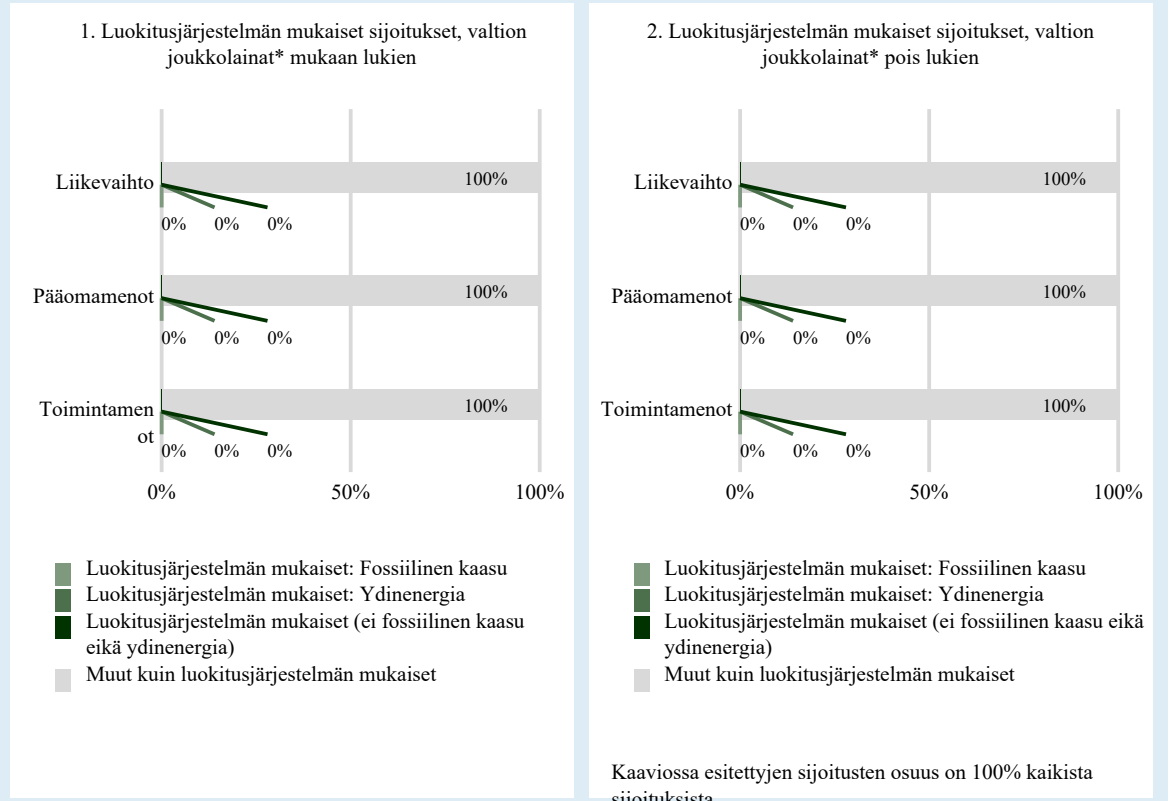 1. Luokitusjärjestelmän mukaiset sijoitukset, valtion
joukkolainat* mukaan lukien
Liikevaihto
100%
0% 0% 0%
Pääomamenot
100%
0% 0% 0%
Toimintamen
ot
100%
0% 0% 0%
0% 50% 100%
Luokitusjärjestelmän mukaiset: Fossiilinen kaasu
Luokitusjärjestelmän mukaiset: Ydinenergia
Luokitusjärjestelmän mukaiset (ei fossiilinen kaasu
eikä ydinenergia)
Muut kuin luokitusjärjestelmän mukaiset
2. Luokitusjärjestelmän mukaiset sijoitukset, valtion
joukkolainat* pois lukien
Liikevaihto
100%
0% 0% 0%
Pääomamenot
100%
0% 0% 0%
Toimintamenot
100%
0% 0% 0%
0% 50% 100%
Luokitusjärjestelmän mukaiset: Fossiilinen kaasu
Luokitusjärjestelmän mukaiset: Ydinenergia
Luokitusjärjestelmän mukaiset (ei fossiilinen kaasu eikä
ydinenergia)
Muut kuin luokitusjärjestelmän mukaiset
Kaaviossa esitettyjen sijoitusten osuus on 100% kaikista
sijoituksista